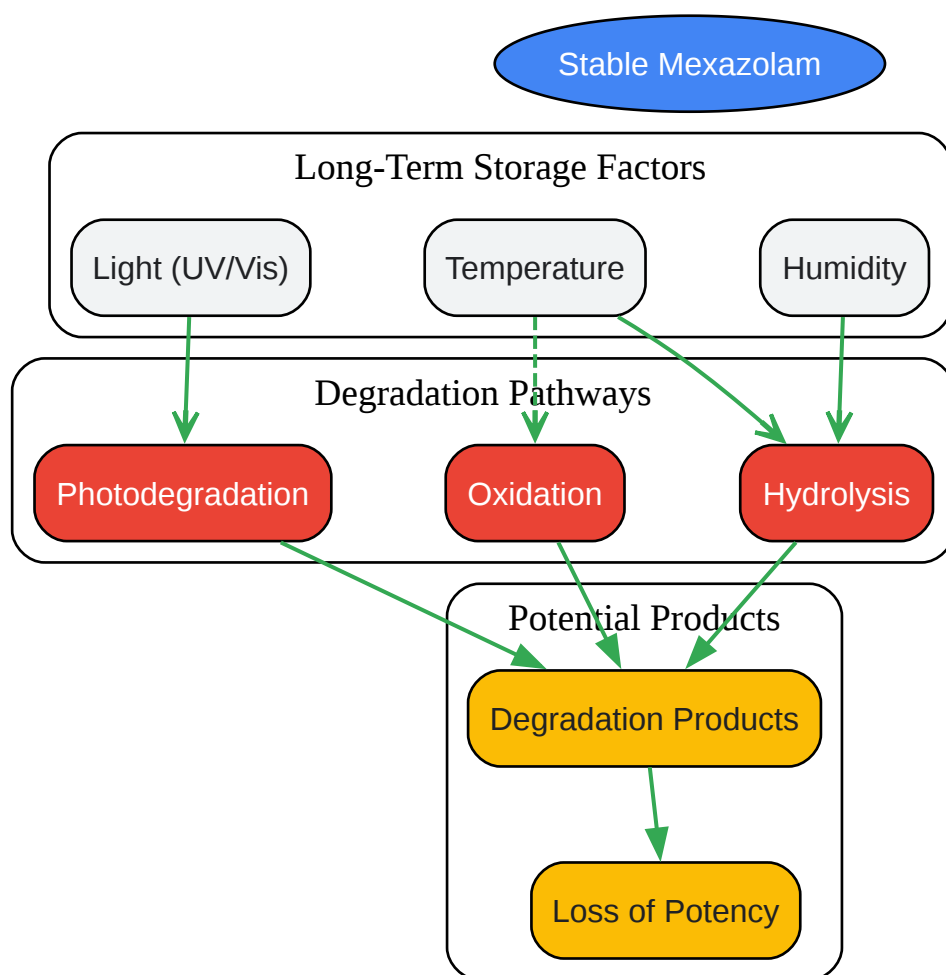 Stable Mexazolam
Long-Term Storage Factors
Light (UV/Vis)
Temperature
Humidity
Degradation Pathways
Photodegradation
Oxidation
Hydrolysis
Potential Products
Degradation Products
Loss of Potency